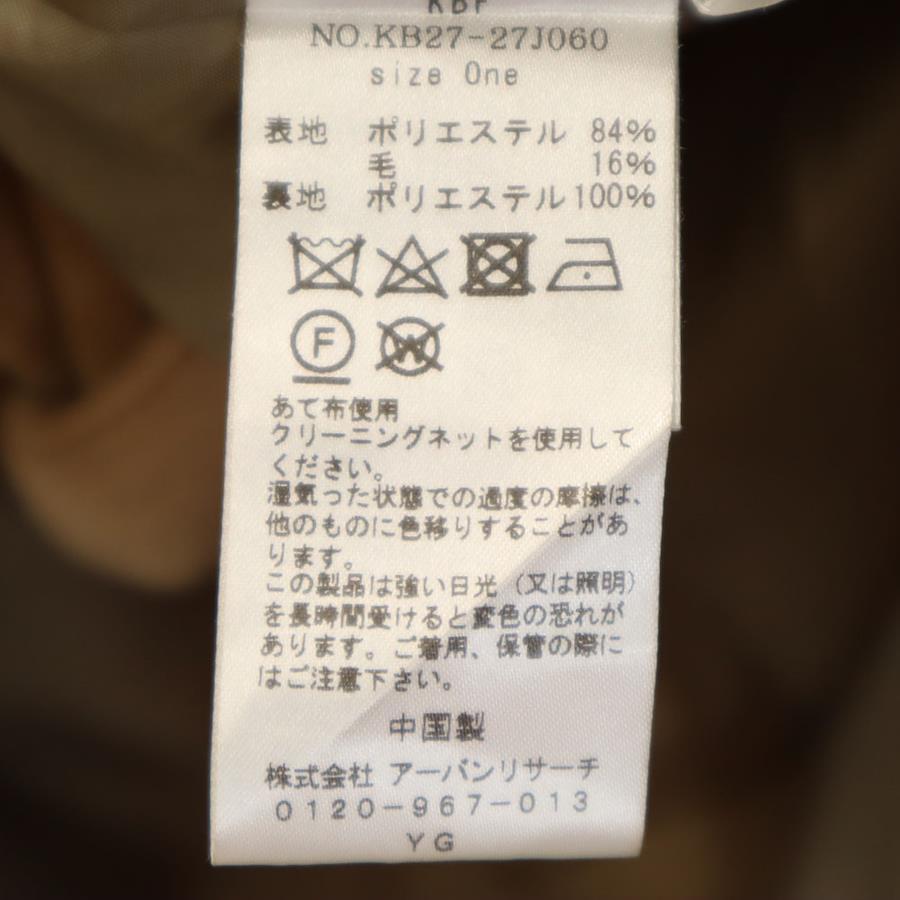 KBF
NO.KB27-27J060
size One
表地 ポリエステル 84%
毛 16%
裏地 ポリエステル100%
F
W
あて布使用
クリーニングネットを使用して
ください。
湿気った状態での過度の摩擦は、
他のものに色移りすることがあ
ります。
この製品は強い日光（又は照明）
を長時間受けると変色の恐れが
あります。ご着用、保管の際に
はご注意下さい。
中国製
株式会社 アーバンリサーチ
0120-967-013
YG